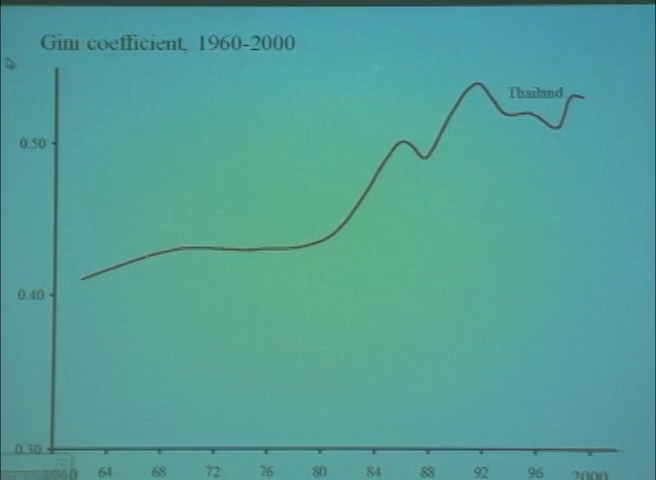 Gini coefficient, 1960-2000
Thailand
0.50
0.40
0.30
64 68 72 76 80 84 88 92 96 2000